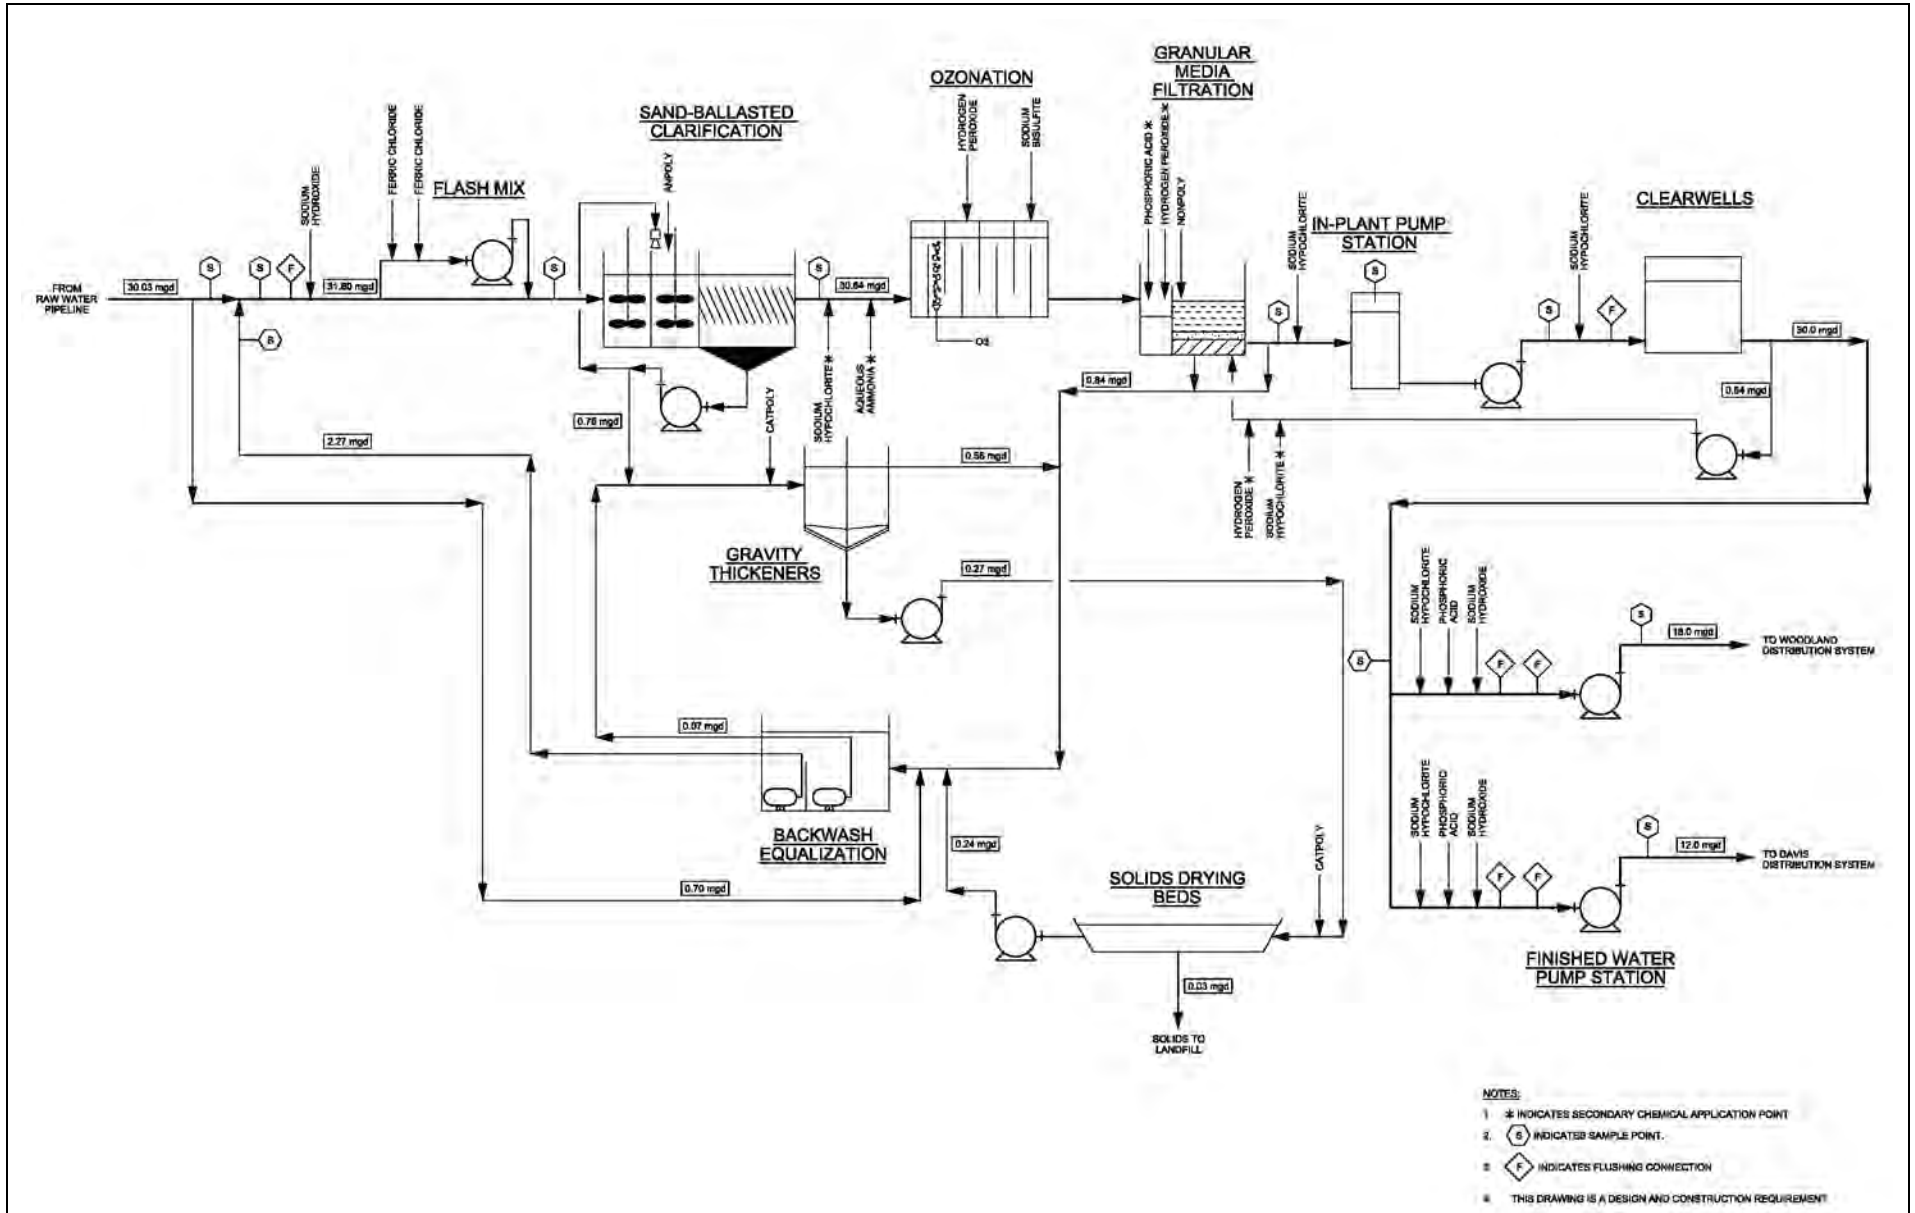 GRANULAR
MEDIA
FILTRATION
OZONATION
SAND-BALLASTED
CLARIFICATION
FLASH MIX
CLEARWELLS
IN-PLANT PUMP
STATION
SODIUM
HYDROXIDE
FERRIC CHLORIDE
FERRIC CHLORIDE
ANPOLY
HYDROGEN
PEROXIDE
SODIUM
BISULFITE
PHOSPHORIC ACID *
HYDROGEN PEROXIDE *
NONPOLY
SODIUM
HYPOCHLORITE
SODIUM
HYPOCHLORITE
FROM
RAW WATER
PIPELINE
30.03 mgd
S
S
F
31.80 mgd
S
S
30.64 mgd
O3
S
S
S
F
30.0 mgd
S
0.84 mgd
0.64 mgd
0.76 mgd
2.27 mgd
CATPOLY
SODIUM
HYPOCHLORITE *
AQUEOUS
AMMONIA *
0.56 mgd
HYDROGEN
PEROXIDE *
SODIUM
HYPOCHLORITE *
GRAVITY
THICKENERS
0.27 mgd
SODIUM
HYPOCHLORITE
PHOSPHORIC
ACID
SODIUM
HYDROXIDE
S
F
F
S
18.0 mgd
TO WOODLAND
DISTRIBUTION SYSTEM
0.07 mgd
BACKWASH
EQUALIZATION
0.24 mgd
0.70 mgd
SODIUM
HYPOCHLORITE
PHOSPHORIC
ACID
SODIUM
HYDROXIDE
F
F
S
12.0 mgd
TO DAVIS
DISTRIBUTION SYSTEM
CATPOLY
SOLIDS DRYING
BEDS
0.03 mgd
SOLIDS TO
LANDFILL
FINISHED WATER
PUMP STATION
NOTES:
1 * INDICATES SECONDARY CHEMICAL APPLICATION POINT
2. S INDICATED SAMPLE POINT.
3 F INDICATES FLUSHING CONNECTION
4 THIS DRAWING IS A DESIGN AND CONSTRUCTION REQUIREMENT